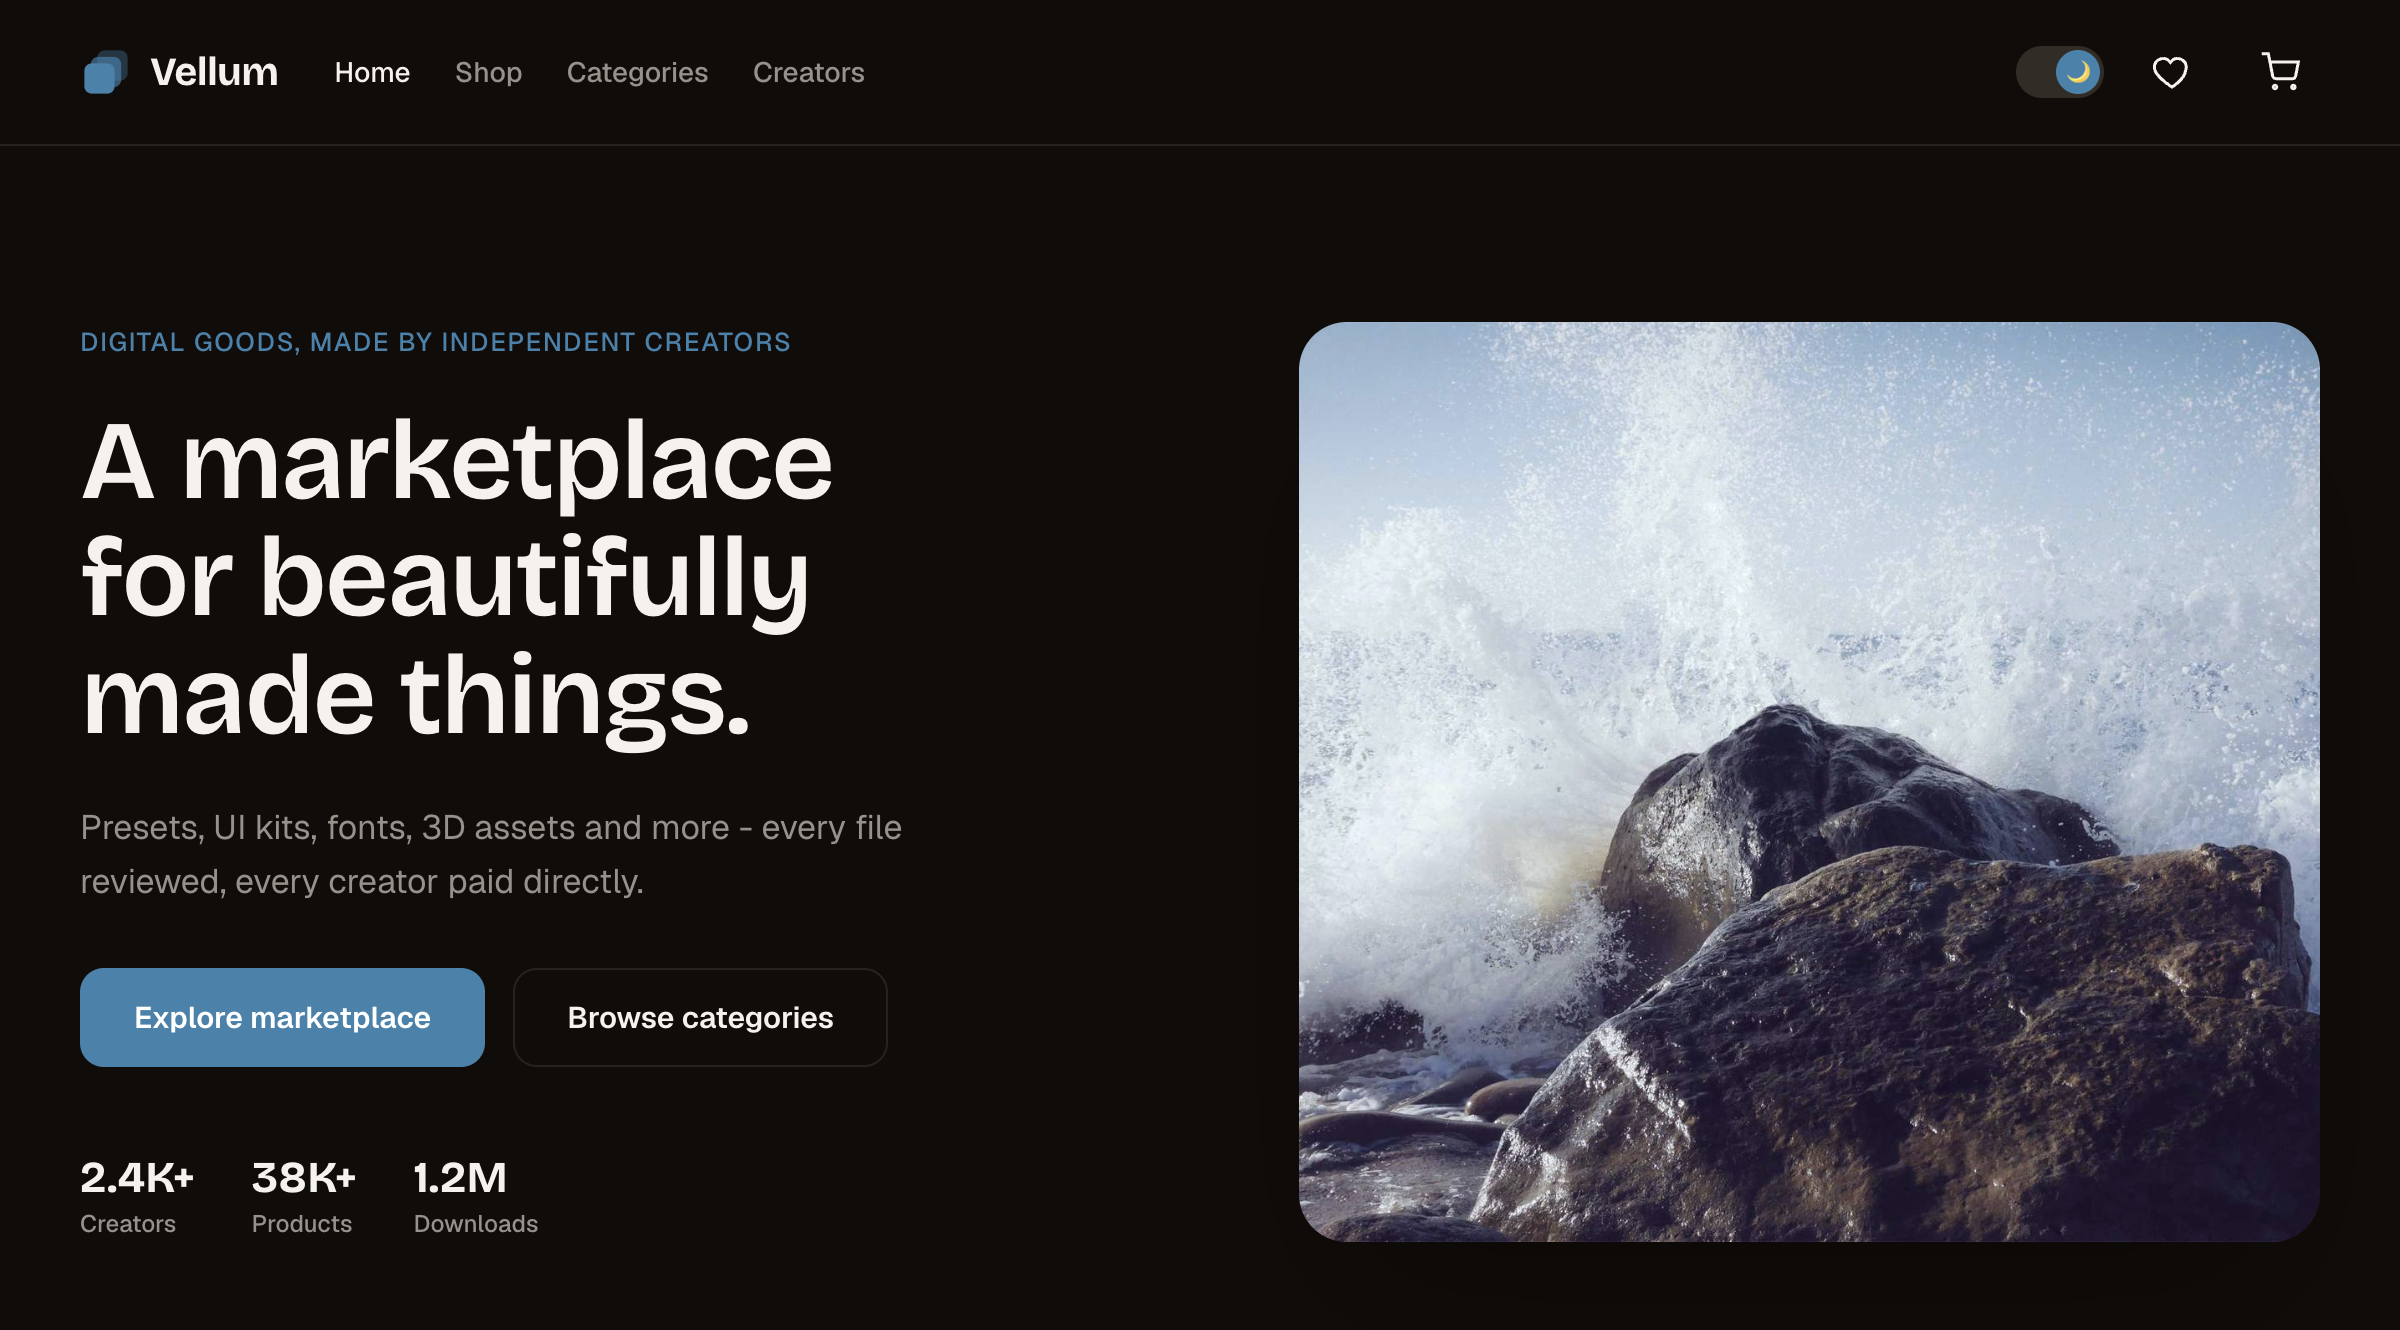 Vellum
Home
Shop
Categories
Creators
DIGITAL GOODS, MADE BY INDEPENDENT CREATORS
A marketplace
for beautifully
made things.
Presets, UI kits, fonts, 3D assets and more - every file
reviewed, every creator paid directly.
Explore marketplace
Browse categories
2.4K+
Creators
38K+
Products
1.2M
Downloads